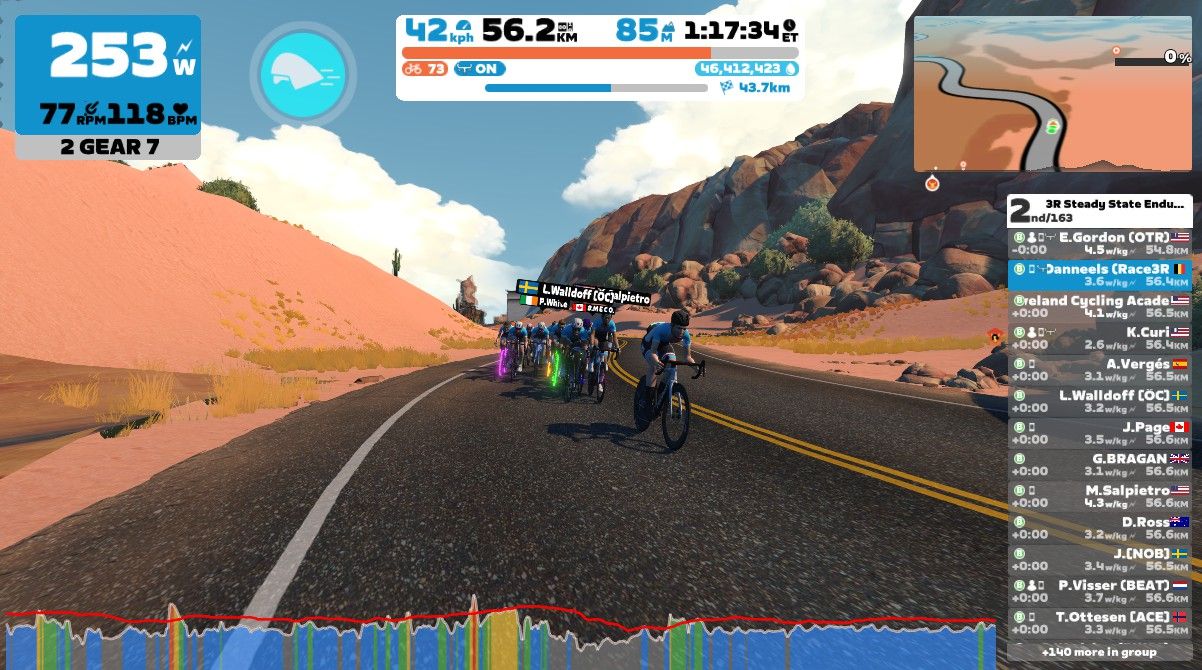 253w
77RPM 118BPM
2 GEAR 7
42kph 56.2KM 85M 1:17:34ET
73 ON 46,412,423
43.7km
0%
2nd/163 3R Steady State Endu...
B E.Gordon (OTR)
-0:00 4.5w/kg 54.8KM
B Danneels (Race3R
3.6w/kg 56.4KM
B reland Cycling Acade
+0:00 4.1w/kg 56.5KM
B K.Curi
+0:00 2.6w/kg 56.4KM
B A.Vergés
+0:00 3.1w/kg 56.5KM
B L.Walldoff (ÖC)
+0:00 3.2w/kg 56.5KM
B J.Page
+0:00 3.5w/kg 56.6KM
B G.BRAGAN
+0:00 3.1w/kg 56.6KM
B M.Salpietro
+0:00 4.3w/kg 56.6KM
B D.Ross
+0:00 3.2w/kg 56.6KM
B J.(NOB)
+0:00 3.4w/kg 56.5KM
B P.Visser (BEAT)
+0:00 3.7w/kg 56.6KM
B T.Ottesen [ACE]
+0:00 3.3w/kg 56.5KM
+140 more in group
L.Walldoff (ÖC) alpietro
P.White